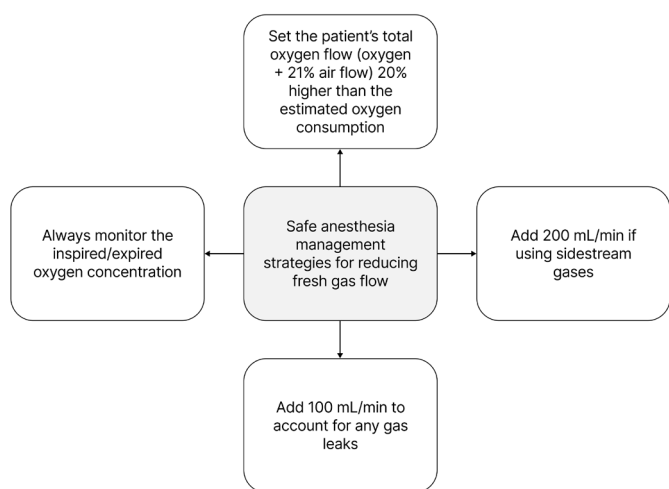 Set the patient’s total
oxygen flow (oxygen
+ 21% air flow) 20%
higher than the
estimated oxygen
consumption
Always monitor the
inspired/expired
oxygen concentration
Safe anesthesia
management
strategies for reducing
fresh gas flow
Add 200 mL/min if
using sidestream
gases
Add 100 mL/min to
account for any gas
leaks